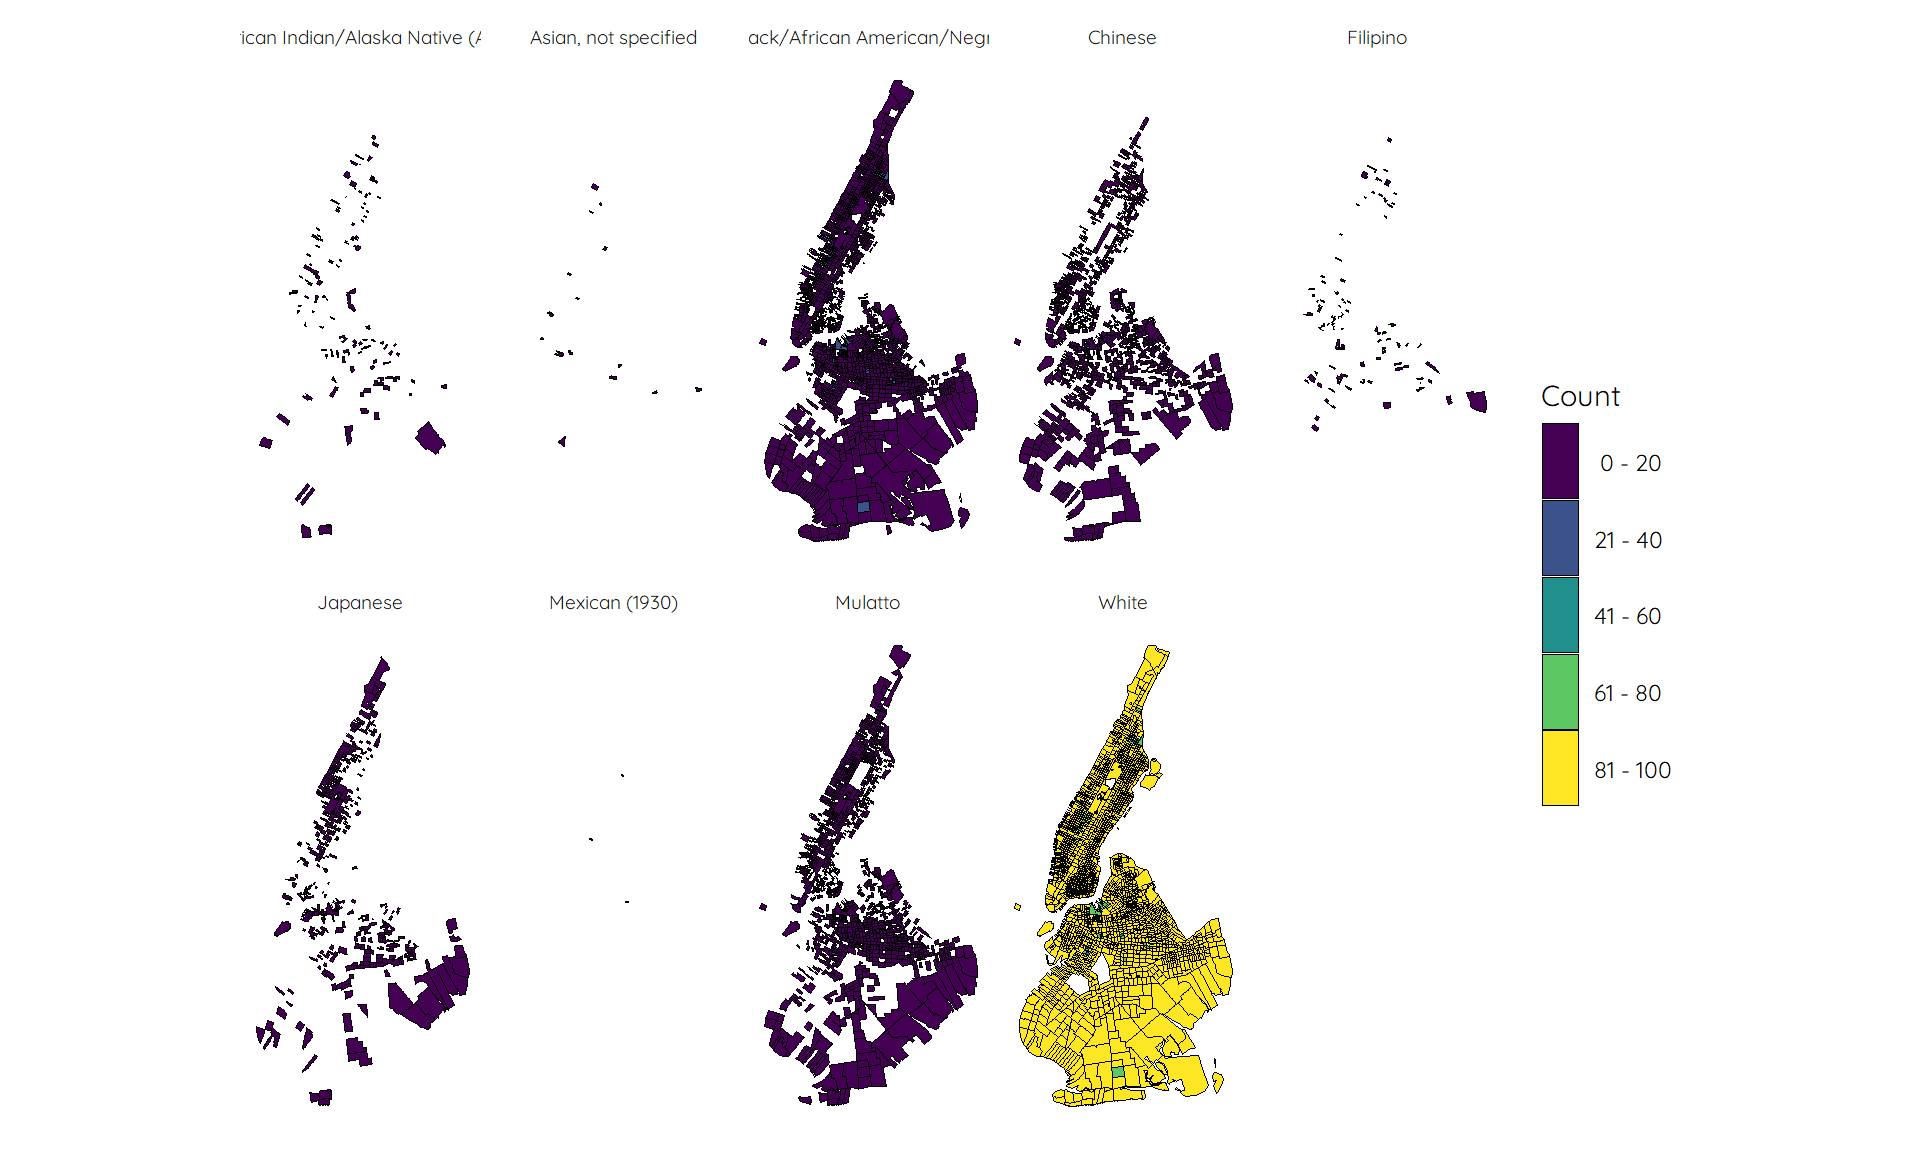 ican Indian/Alaska Native (A
Asian, not specified
ack/African American/Negr
Chinese
Filipino
Japanese
Mexican (1930)
Mulatto
White
Count
0 - 20
21 - 40
41 - 60
61 - 80
81 - 100